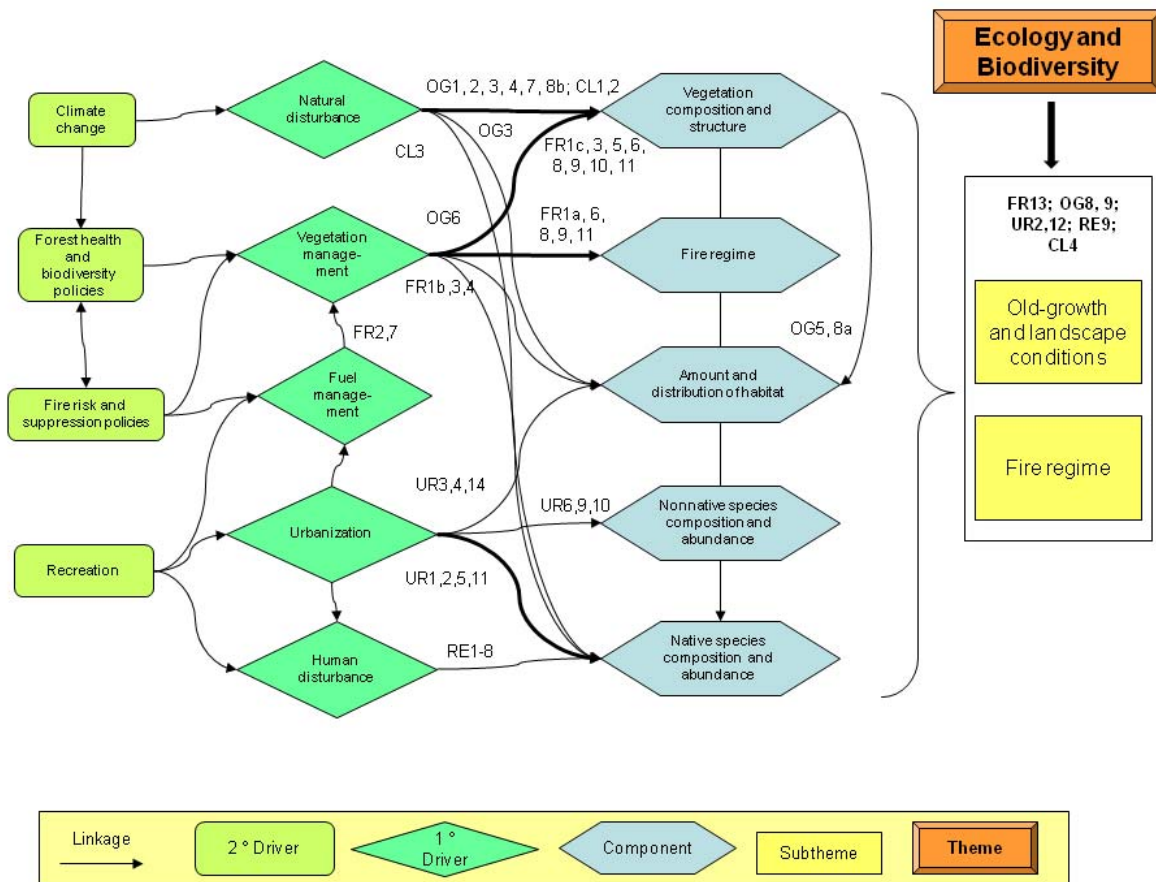 Ecology and
Biodiversity
Climate
change
Natural
disturbance
OG1, 2, 3, 4, 7, 8b; CL1,2
OG3
CL3
Vegetation
composition and
structure
FR1c, 3, 5, 6,
8, 9, 10, 11
OG6
FR1a, 6,
8, 9, 11
Forest health
and
biodiversity
policies
Vegetation
manage-
ment
Fire regime
FR1b, 3,4
FR2,7
OG5, 8a
Fire risk and
suppression policies
Fuel
manage-
ment
Amount and
distribution of habitat
UR3,4,14
UR6,9,10
Recreation
Urbanization
Nonnative species
composition and
abundance
UR1,2,5,11
Human
disturbance
RE1-8
Native species
composition and
abundance
FR13; OG8, 9;
UR2,12; RE9;
CL4
Old-growth
and landscape
conditions
Fire regime
Linkage
2° Driver
1°
Driver
Component
Subtheme
Theme